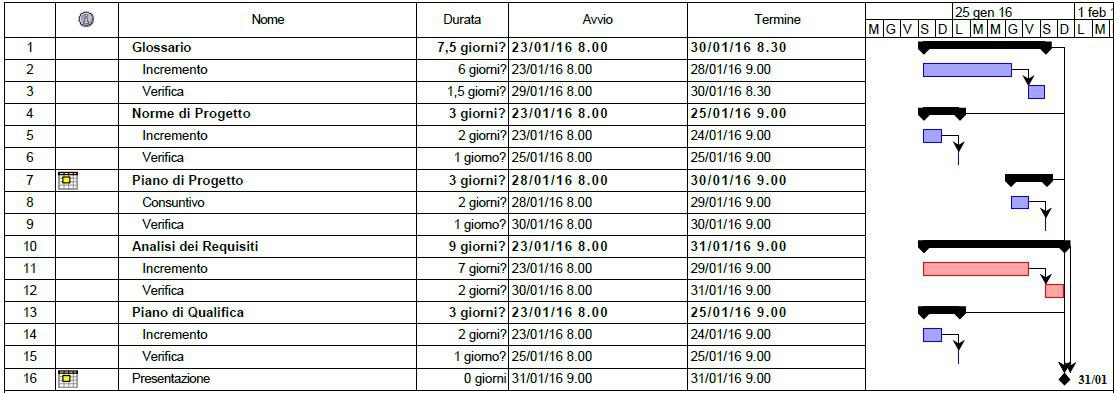 Nome Durata Avvio Termine 25 gen 16 1 feb
M G V S D L M M G V S D L M
1 Glossario 7,5 giorni? 23/01/16 8.00 30/01/16 8.30
2 Incremento 6 giorni? 23/01/16 8.00 28/01/16 9.00
3 Verifica 1,5 giorni? 29/01/16 8.00 30/01/16 8.30
4 Norme di Progetto 3 giorni? 23/01/16 8.00 25/01/16 9.00
5 Incremento 2 giorni? 23/01/16 8.00 24/01/16 9.00
6 Verifica 1 giorno? 25/01/16 8.00 25/01/16 9.00
7 Piano di Progetto 3 giorni? 28/01/16 8.00 30/01/16 9.00
8 Consuntivo 2 giorni? 28/01/16 8.00 29/01/16 9.00
9 Verifica 1 giorno? 30/01/16 8.00 30/01/16 9.00
10 Analisi dei Requisiti 9 giorni? 23/01/16 8.00 31/01/16 9.00
11 Incremento 7 giorni? 23/01/16 8.00 29/01/16 9.00
12 Verifica 2 giorni? 30/01/16 8.00 31/01/16 9.00
13 Piano di Qualifica 3 giorni? 23/01/16 8.00 25/01/16 9.00
14 Incremento 2 giorni? 23/01/16 8.00 24/01/16 9.00
15 Verifica 1 giorno? 25/01/16 8.00 25/01/16 9.00
16 Presentazione 0 giorni 31/01/16 9.00 31/01/16 9.00 31/01